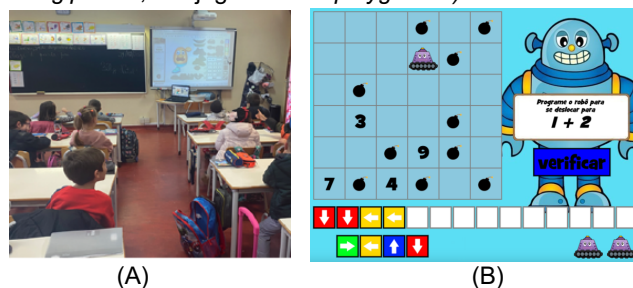 3
9
7 4
Programe o robô para
se deslocar para
1 + 2
verificar
(A) (B)